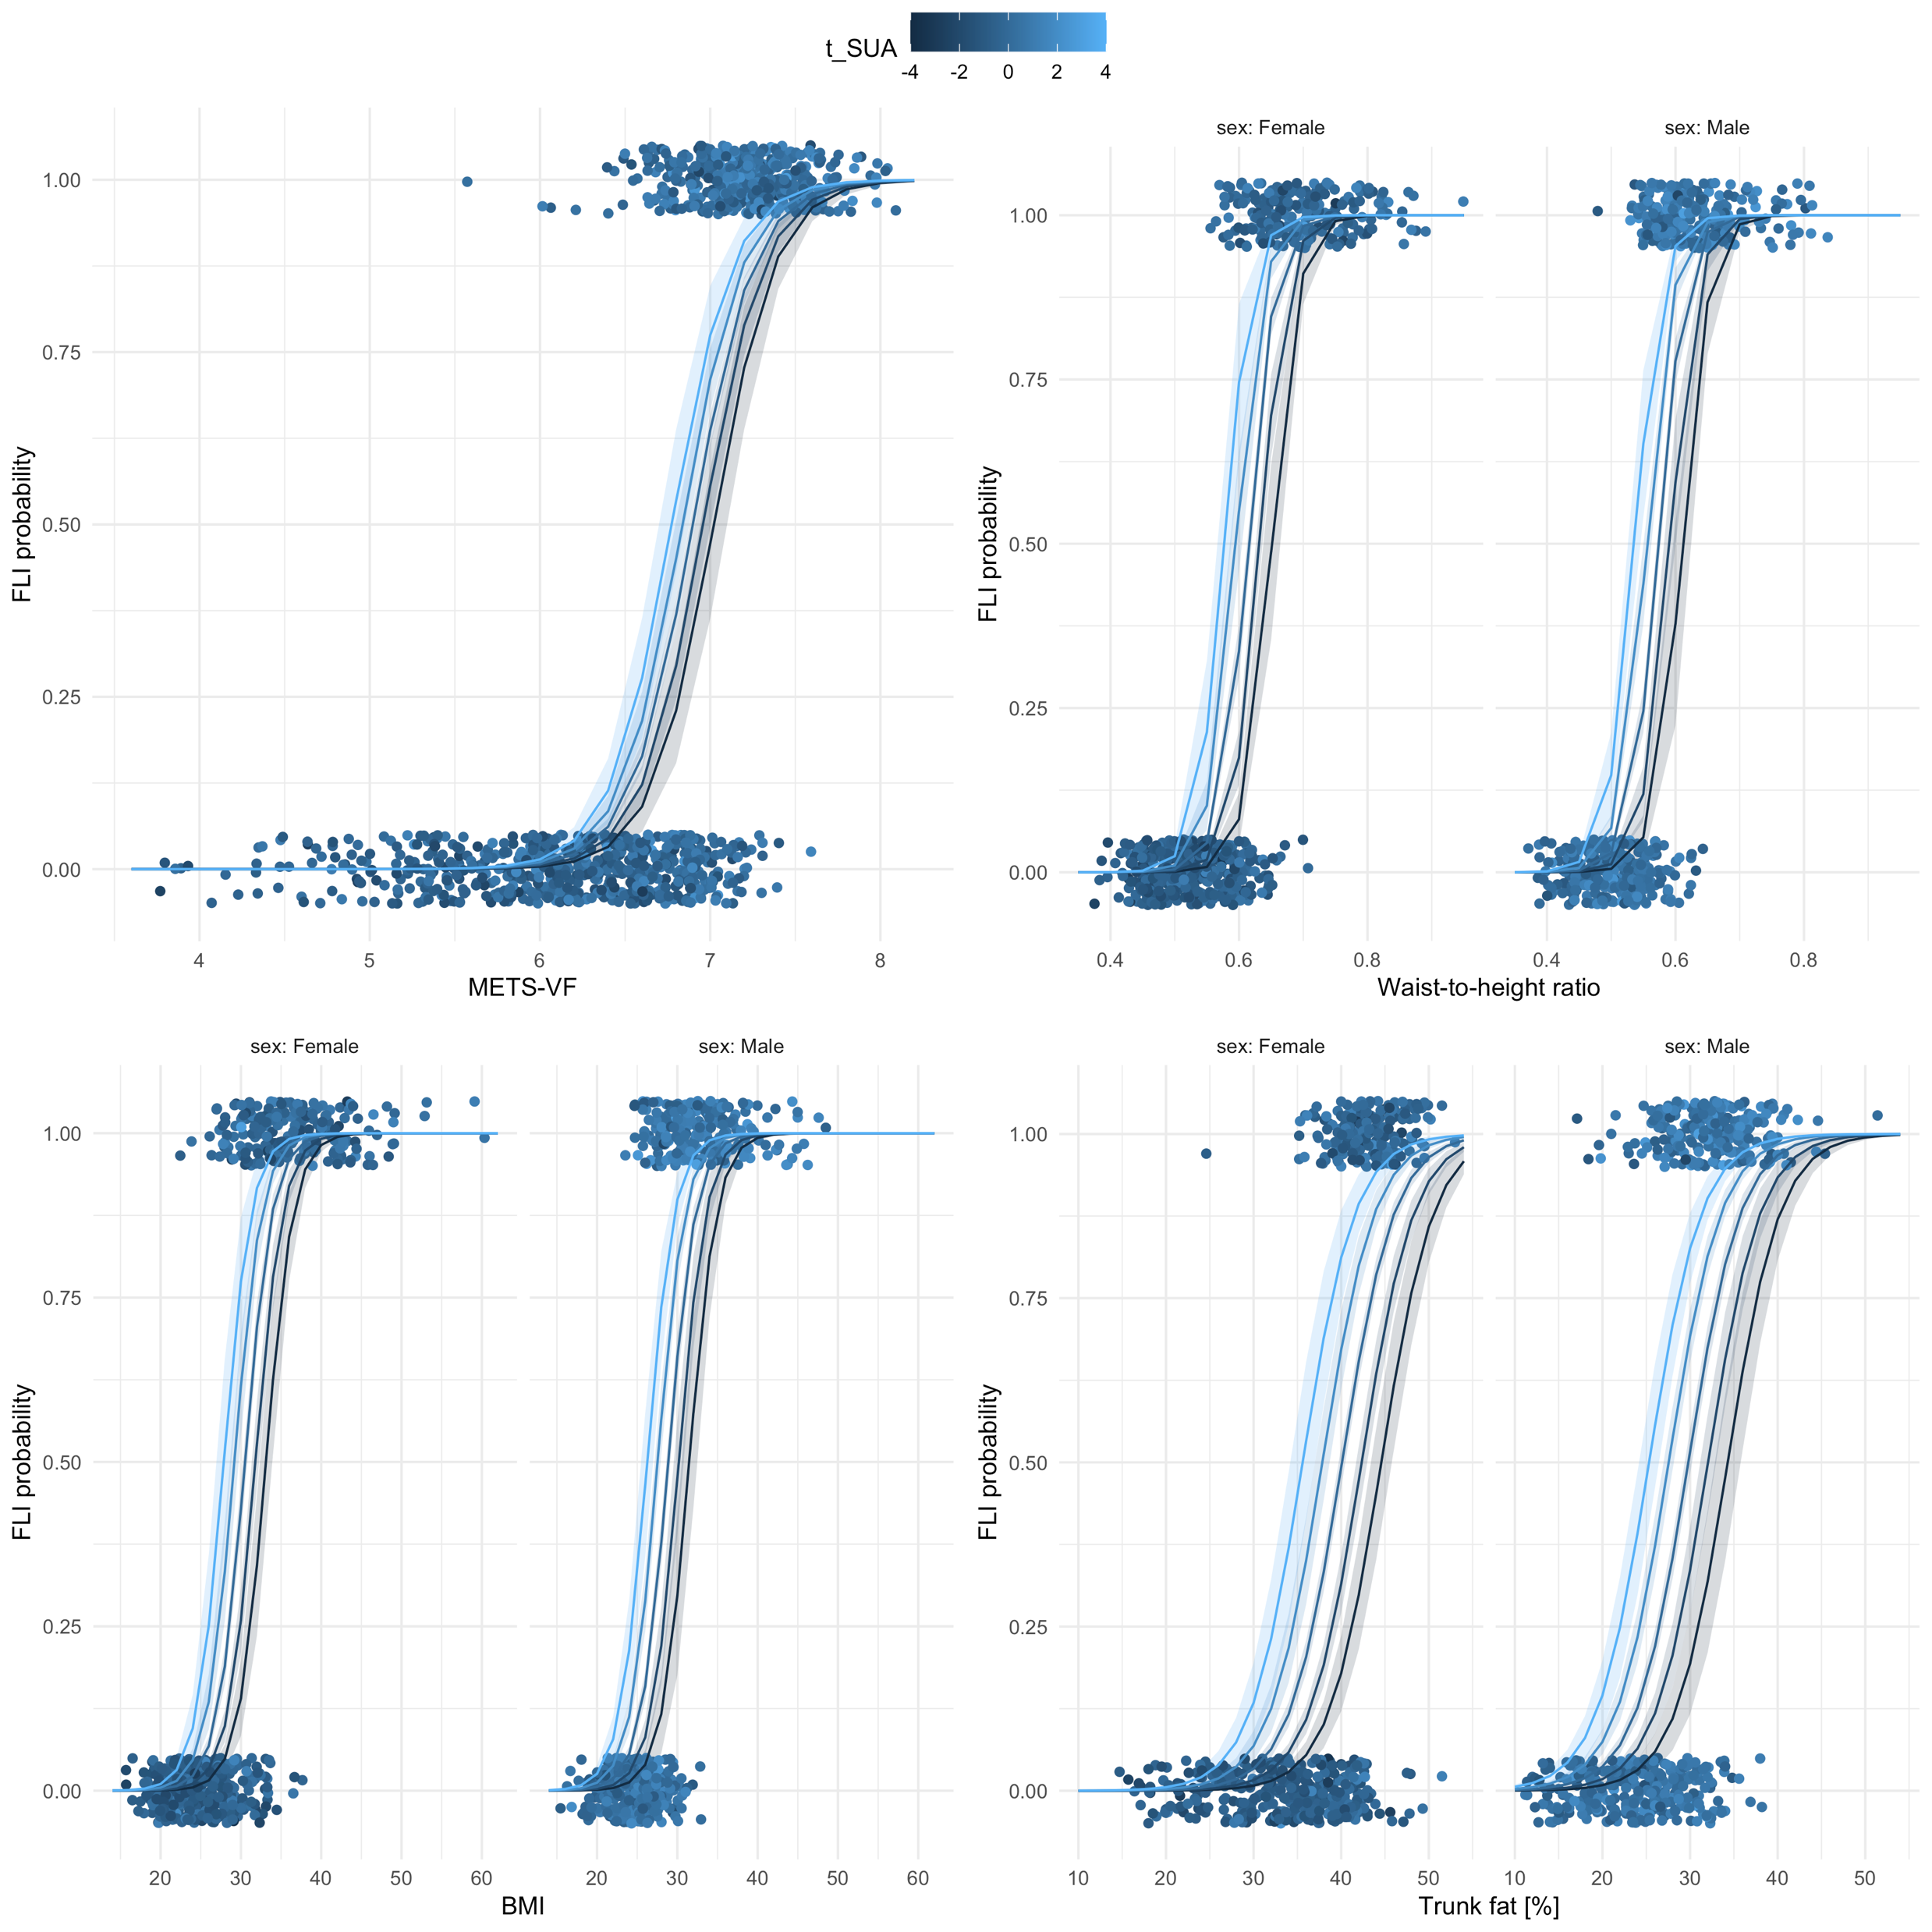 t_SUA
-4 -2 0 2 4
FLI probability
1.00
0.75
0.50
0.25
0.00
4 5 6 7 8
METS-VF
sex: Female sex: Male
FLI probability
1.00
0.75
0.50
0.25
0.00
0.4 0.6 0.8 0.4 0.6 0.8
Waist-to-height ratio
sex: Female sex: Male
FLI probability
1.00
0.75
0.50
0.25
0.00
20 30 40 50 60 20 30 40 50 60
BMI
sex: Female sex: Male
FLI probability
1.00
0.75
0.50
0.25
0.00
10 20 30 40 50 10 20 30 40 50
Trunk fat [%]